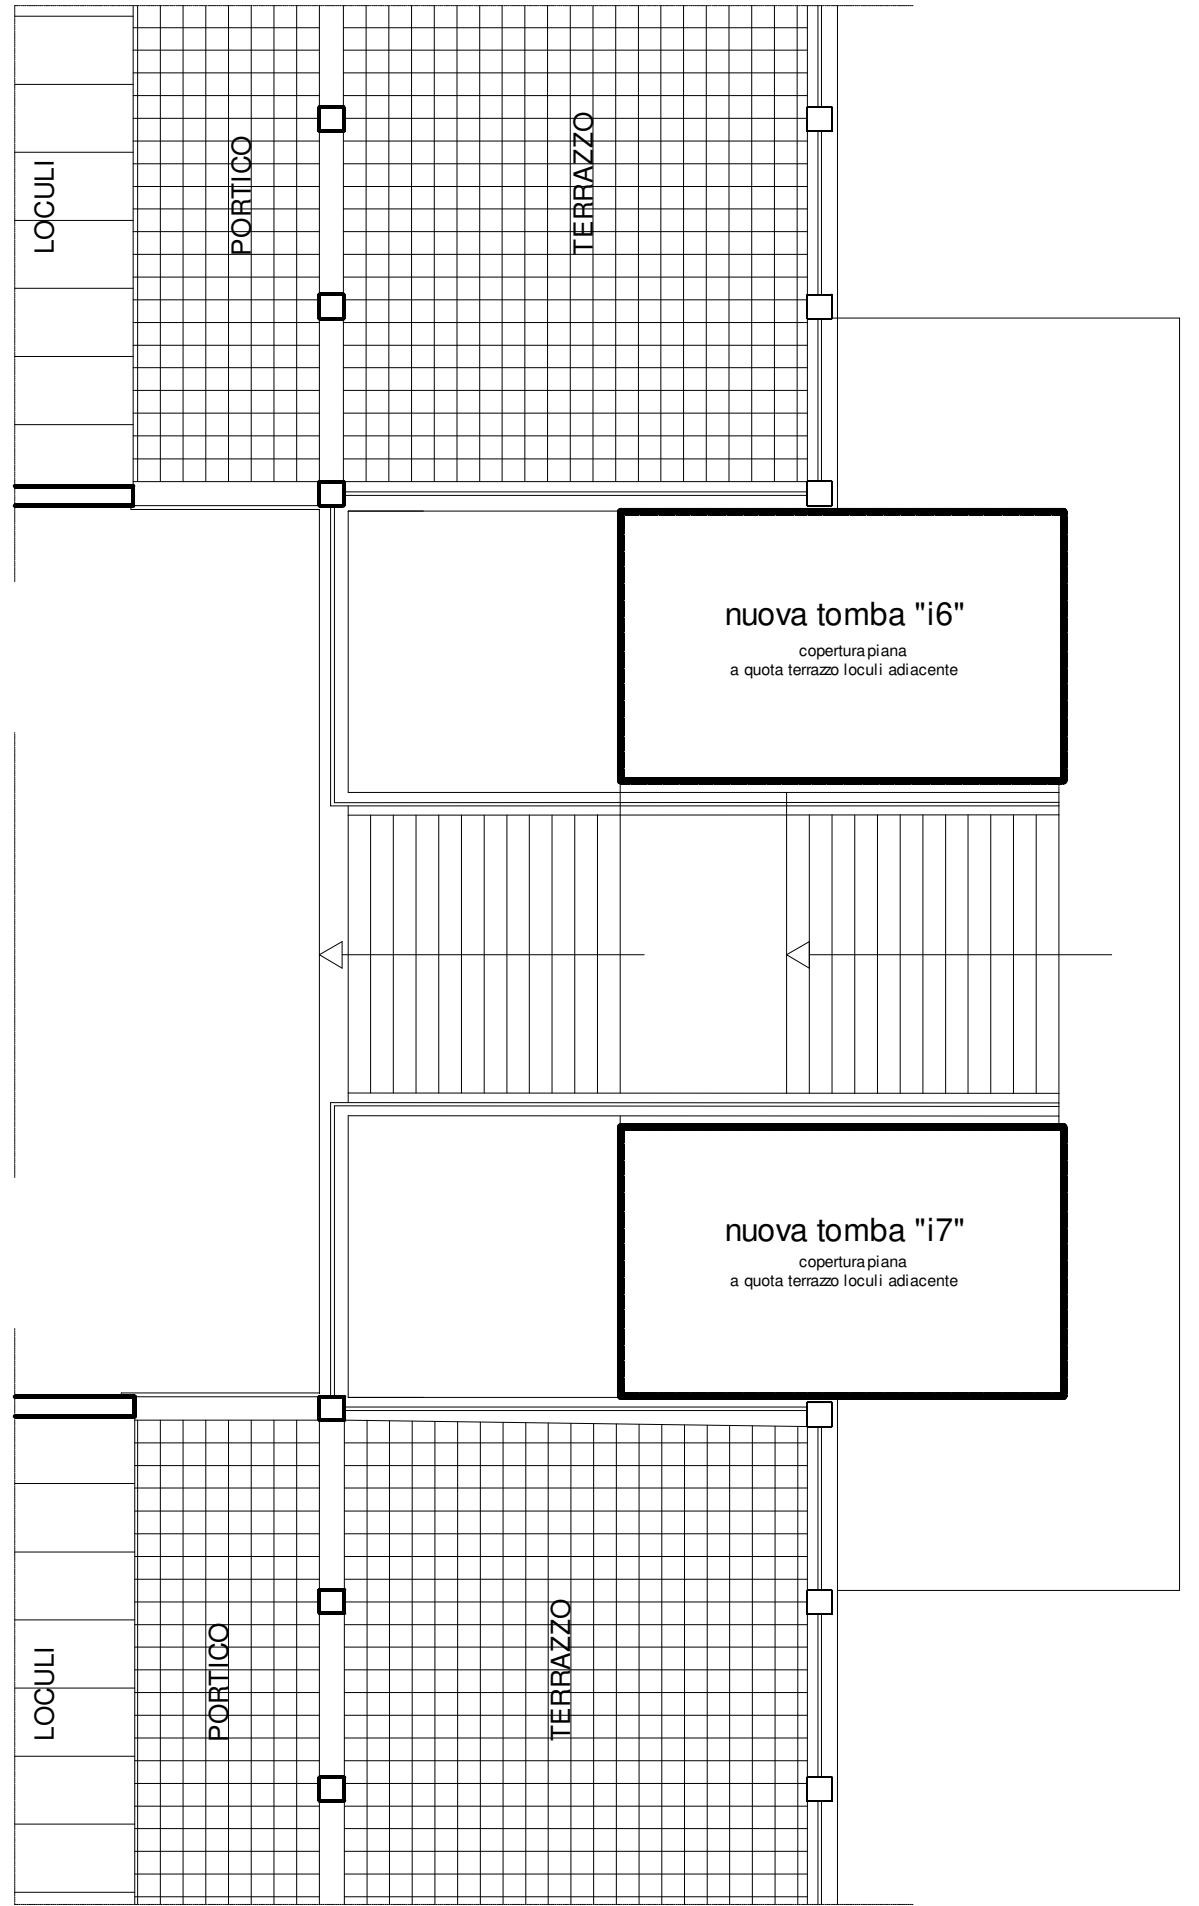 LOCULI
PORTICO
TERRAZZO
nuova tomba "i6"
copertura piana
a quota terrazzo loculi adiacente
nuova tomba "i7"
copertura piana
a quota terrazzo loculi adiacente
LOCULI
PORTICO
TERRAZZO